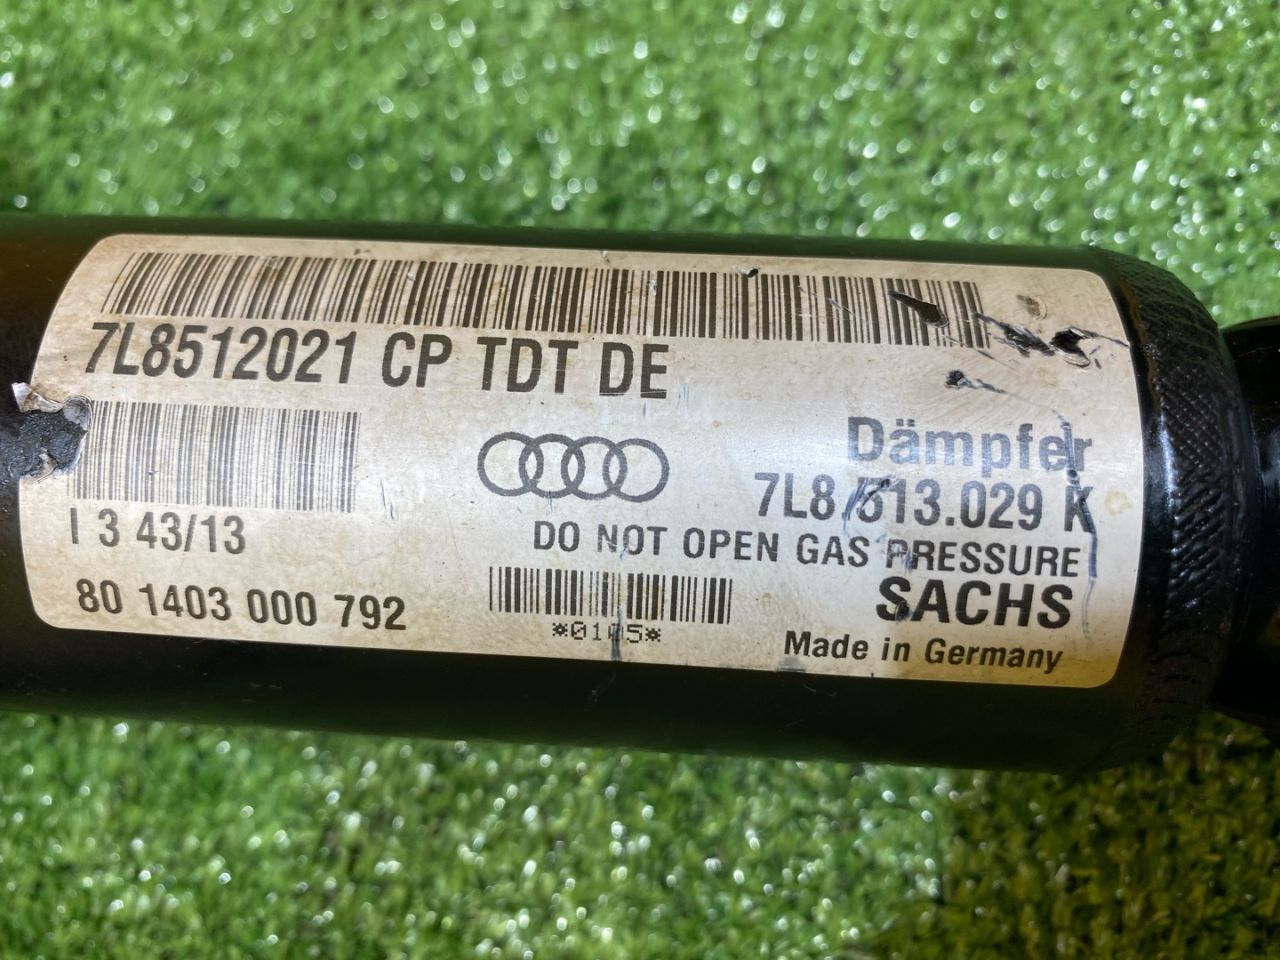 7L8512021 CP TDT DE
Dämpfer
7L8.513.029 K
I 3 43/13
DO NOT OPEN GAS PRESSURE
80 1403 000 792
SACHS
Made in Germany